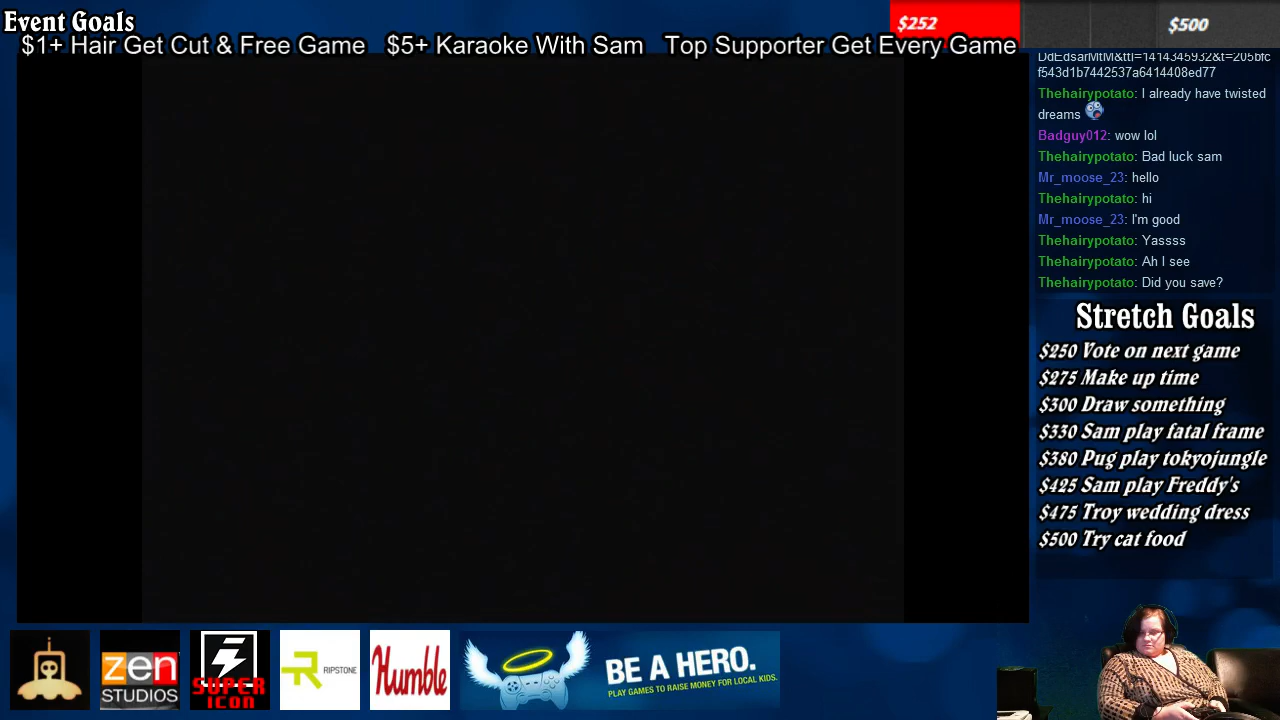 Event Goals
$252
$500
$1+ Hair Get Cut & Free Game $5+ Karaoke With Sam Top Supporter Get Every Game
DdEdsarMtM&ttl=1414345932&t=205bfc
f543d1b7442537a6414408ed77
Thehairypotato: I already have twisted
dreams
Badguy012: wow lol
Thehairypotato: Bad luck sam
Mr_moose_23: hello
Thehairypotato: hi
Mr_moose_23: I'm good
Thehairypotato: Yassss
Thehairypotato: Ah I see
Thehairypotato: Did you save?
Stretch Goals
$250 Vote on next game
$275 Make up time
$300 Draw something
$330 Sam play fatal frame
$380 Pug play tokyojungle
$425 Sam play Freddy's
$475 Troy wedding dress
$500 Try cat food
zen
STUDIOS
SUPER
ICON
RIPSTONE
Humble
BE A HERO.
PLAY GAMES TO RAISE MONEY FOR LOCAL KIDS.